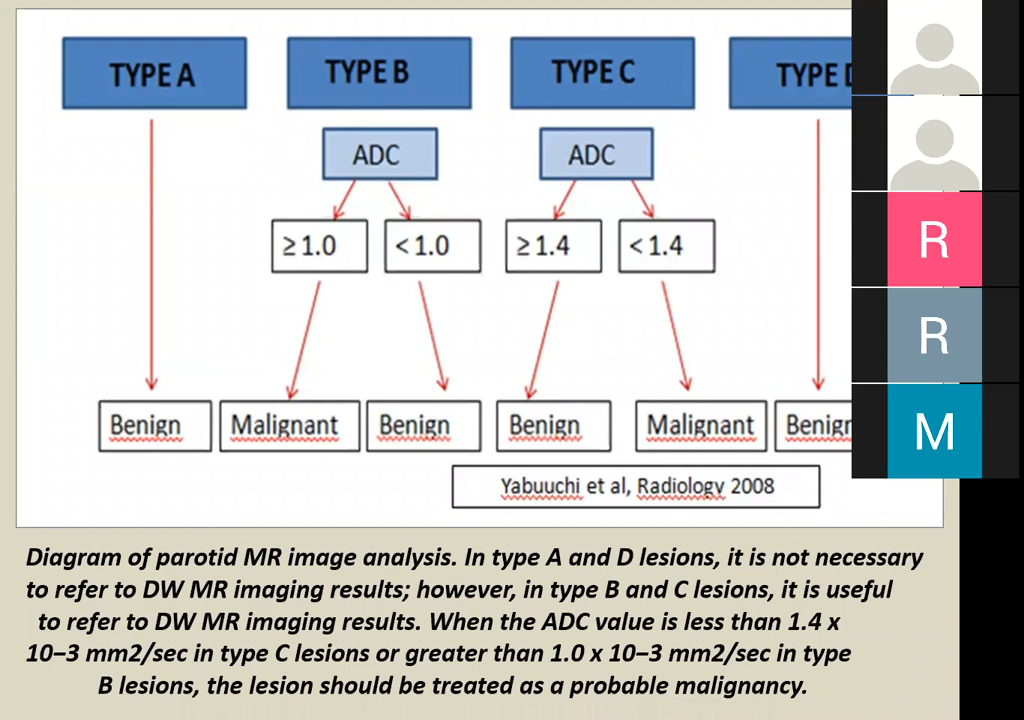 TYPE A
TYPE B
TYPE C
TYPE
ADC
ADC
≥ 1.0
< 1.0
≥ 1.4
< 1.4
Benign
Malignant
Benign
Benign
Malignant
Benign
Yabuuchi et al, Radiology 2008
Diagram of parotid MR image analysis. In type A and D lesions, it is not necessary
to refer to DW MR imaging results; however, in type B and C lesions, it is useful
to refer to DW MR imaging results. When the ADC value is less than 1.4 x
10−3 mm2/sec in type C lesions or greater than 1.0 x 10−3 mm2/sec in type
B lesions, the lesion should be treated as a probable malignancy.
R
R
M